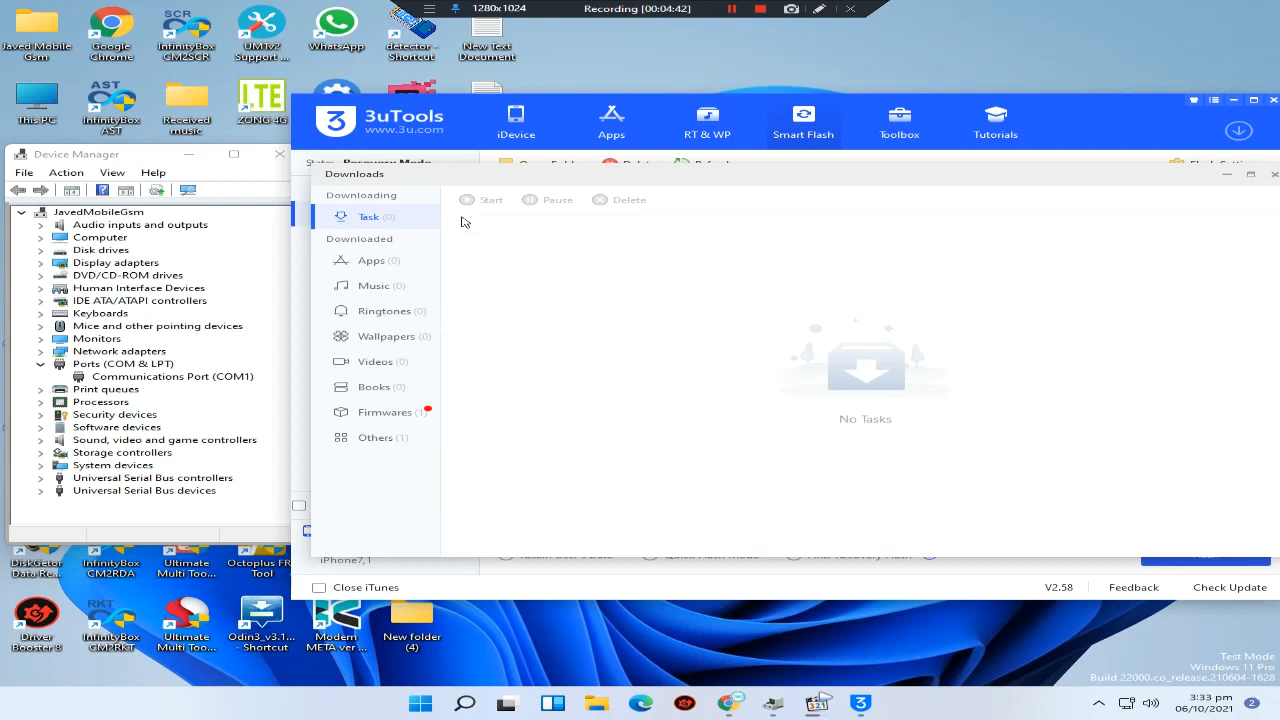 1280x1024
Recording [00:04:42]
Javed Mobile
Gsm
Google
Chrome
InfinityBox
CM2SCR
UMTv2
Support ...
WhatsApp
detector -
Shortcut
New Text
Document
This PC
InfinityBox
AST
Received
music
ZONG 4G
3uTools
www.3u.com
iDevice
Apps
RT & WP
Smart Flash
Toolbox
Tutorials
Device Manager
File
Action
View
Help
JavedMobileGsm
Audio inputs and outputs
Computer
Disk drives
Display adapters
DVD/CD-ROM drives
Human Interface Devices
IDE ATA/ATAPI controllers
Keyboards
Mice and other pointing devices
Monitors
Network adapters
Ports (COM & LPT)
Communications Port (COM1)
Print queues
Processors
Security devices
Software devices
Sound, video and game controllers
Storage controllers
System devices
Universal Serial Bus controllers
Universal Serial Bus devices
Downloads
Downloading
Task (0)
Downloaded
Apps (0)
Music (0)
Ringtones (0)
Wallpapers (0)
Videos (0)
Books (0)
Firmwares (1)
Others (1)
Start
Pause
Delete
No Tasks
iPhone7,1
Close iTunes
V2.58
Feedback
Check Update
DiskGetor
Data Rc...
InfinityBox
CM2RDA
Ultimate
Multi Too...
Octoplus FR
Tool
Driver
Booster 8
InfinityBox
CM2RKT
Ultimate
Multi Too...
Odin3_v3.1...
- Shortcut
Modem
META ver ...
New folder
(4)
Test Mode
Windows 11 Pro
Build 22000.co_release.210604-1628
3:33 pm
06/10/2021